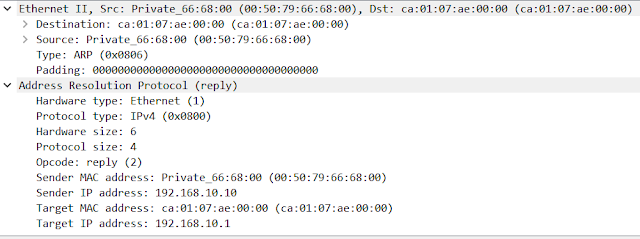 Ethernet II, Src: Private_66:68:00 (00:50:79:66:68:00), Dst: ca:01:07:ae:00:00 (ca:01:07:ae:00:00)
Destination: ca:01:07:ae:00:00 (ca:01:07:ae:00:00)
Source: Private_66:68:00 (00:50:79:66:68:00)
Type: ARP (0x0806)
Padding: 000000000000000000000000000000000000
Address Resolution Protocol (reply)
Hardware type: Ethernet (1)
Protocol type: IPv4 (0x0800)
Hardware size: 6
Protocol size: 4
Opcode: reply (2)
Sender MAC address: Private_66:68:00 (00:50:79:66:68:00)
Sender IP address: 192.168.10.10
Target MAC address: ca:01:07:ae:00:00 (ca:01:07:ae:00:00)
Target IP address: 192.168.10.1